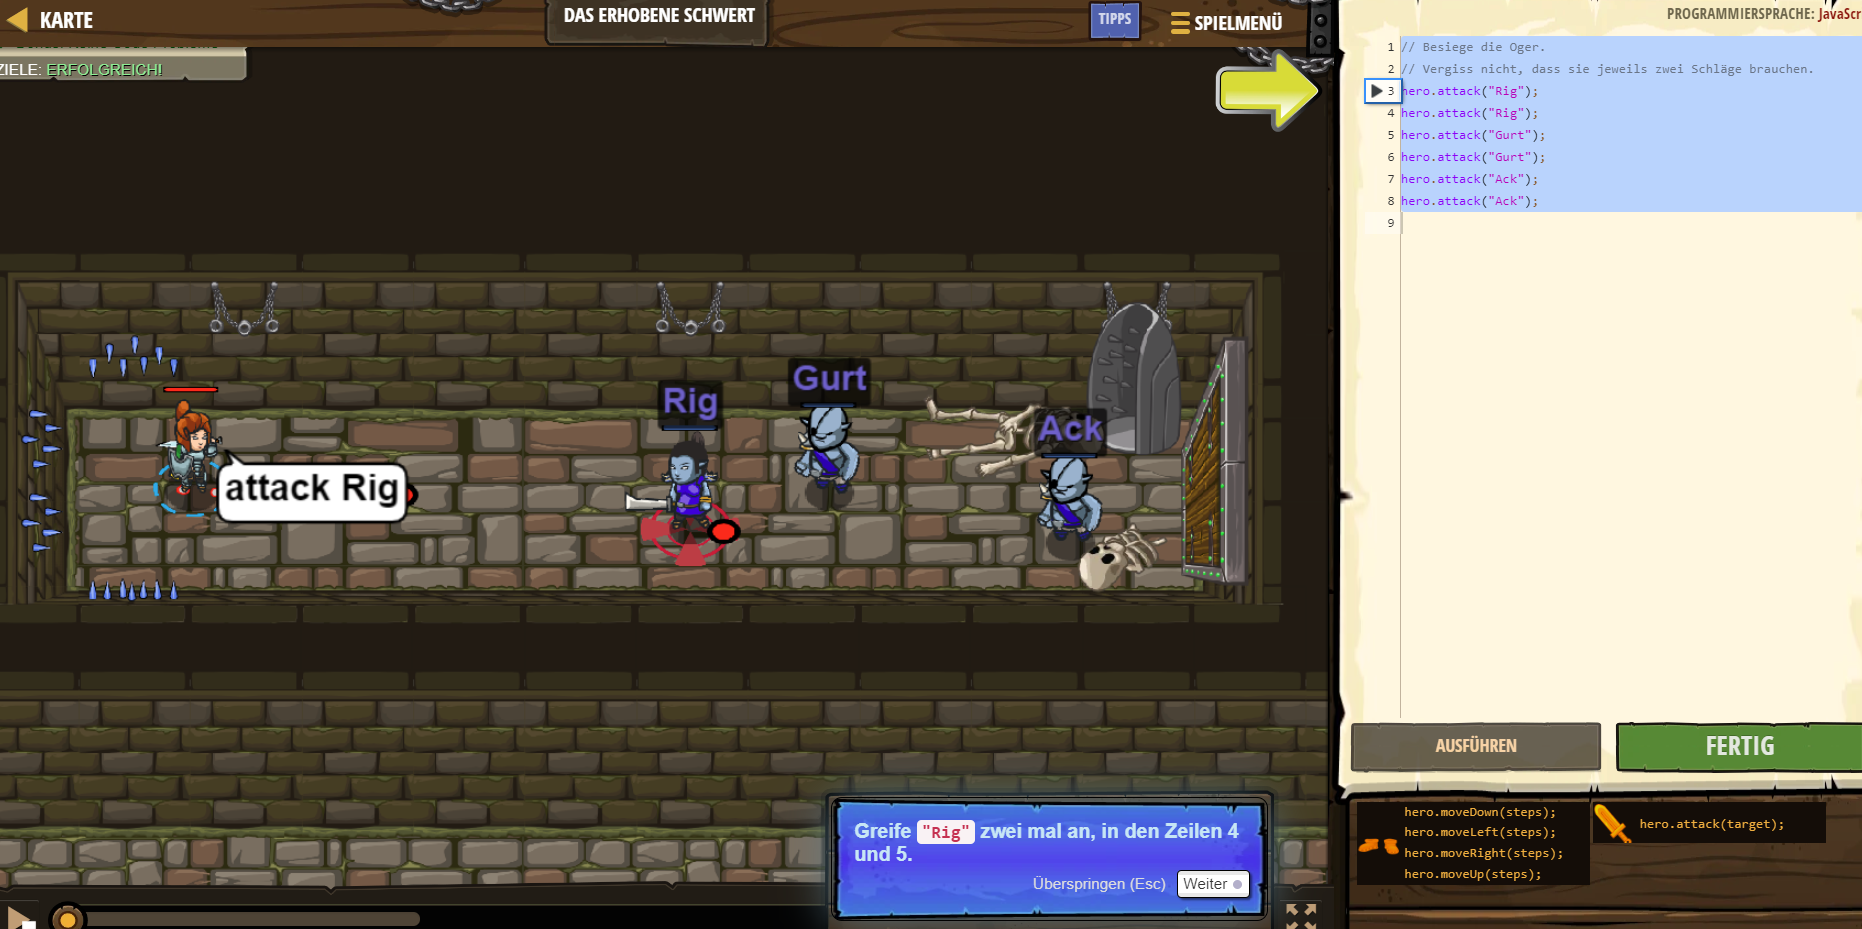 Karte
DAS ERHOBENE SCHWERT
TIPPS
SPIELMENÜ
PROGRAMMIERSPRACHE: JavaScr
ZIELE: ERFOLGREICH!
1 // Besiege die Oger.
2 // Vergiss nicht, dass sie jeweils zwei Schläge brauchen.
3 hero.attack("Rig");
4 hero.attack("Rig");
5 hero.attack("Gurt");
6 hero.attack("Gurt");
7 hero.attack("Ack");
8 hero.attack("Ack");
9
Gurt
Rig
Ack
attack Rig
AUSFÜHREN
FERTIG
Greife "Rig" zwei mal an, in den Zeilen 4
und 5.
Überspringen (Esc)
Weiter
hero.moveDown(steps);
hero.moveLeft(steps);
hero.moveRight(steps);
hero.moveUp(steps);
hero.attack(target);